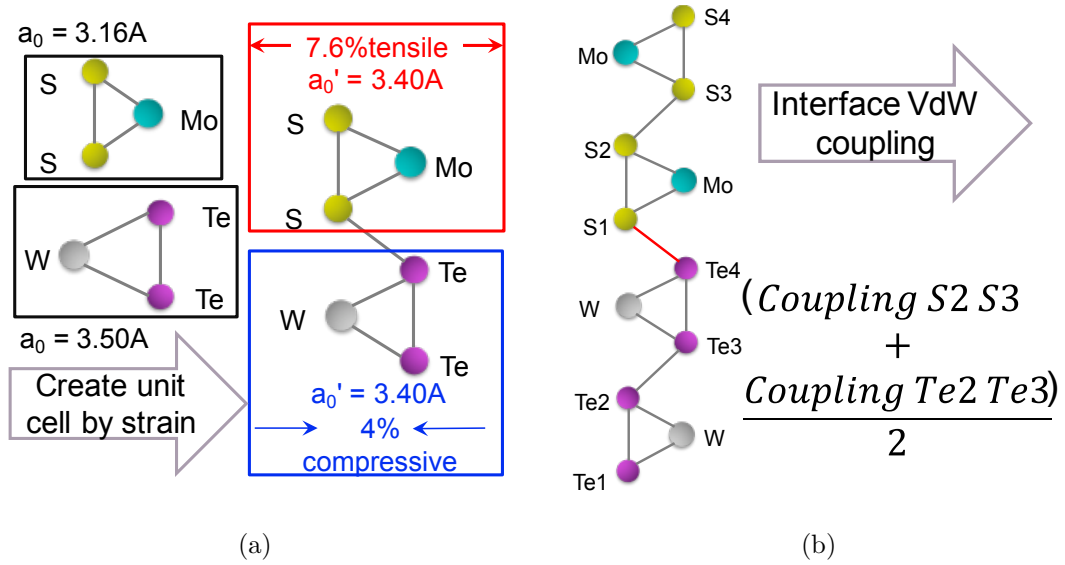 a₀ = 3.16A
S
Mo
S
W
Te
Te
a₀ = 3.50A
Create unit
cell by strain
7.6%tensile
a₀' = 3.40A
S
Mo
S
Te
W
Te
a₀' = 3.40A
4%
compressive
(a)
S4
Mo
S3
S2
Mo
S1
Te4
W
Te3
Te2
W
Te1
Interface VdW
coupling
(Coupling S2 S3
+
Coupling Te2 Te3)
2
(b)